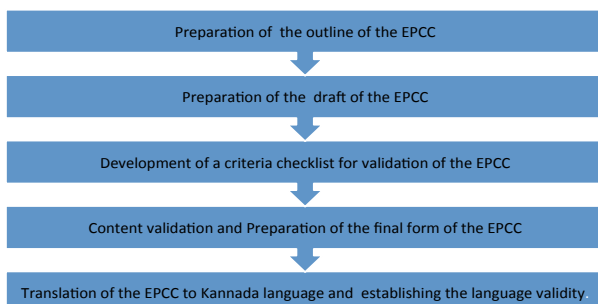 Preparation of the outline of the EPCC
Preparation of the draft of the EPCC
Development of a criteria checklist for validation of the EPCC
Content validation and Preparation of the final form of the EPCC
Translation of the EPCC to Kannada language and establishing the language validity.